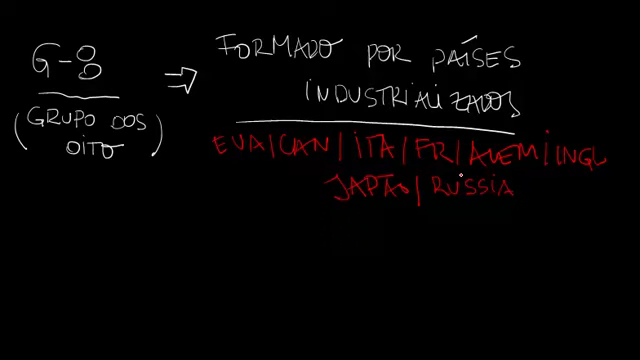 G-8
(GRUPO DOS
OITO)
⇒ FORMADO POR PAÍSES
INDUSTRIALIZADOS
EUA/CAN/ITA/FR/ALEM/INGL
JAPÃO/RÚSSIA